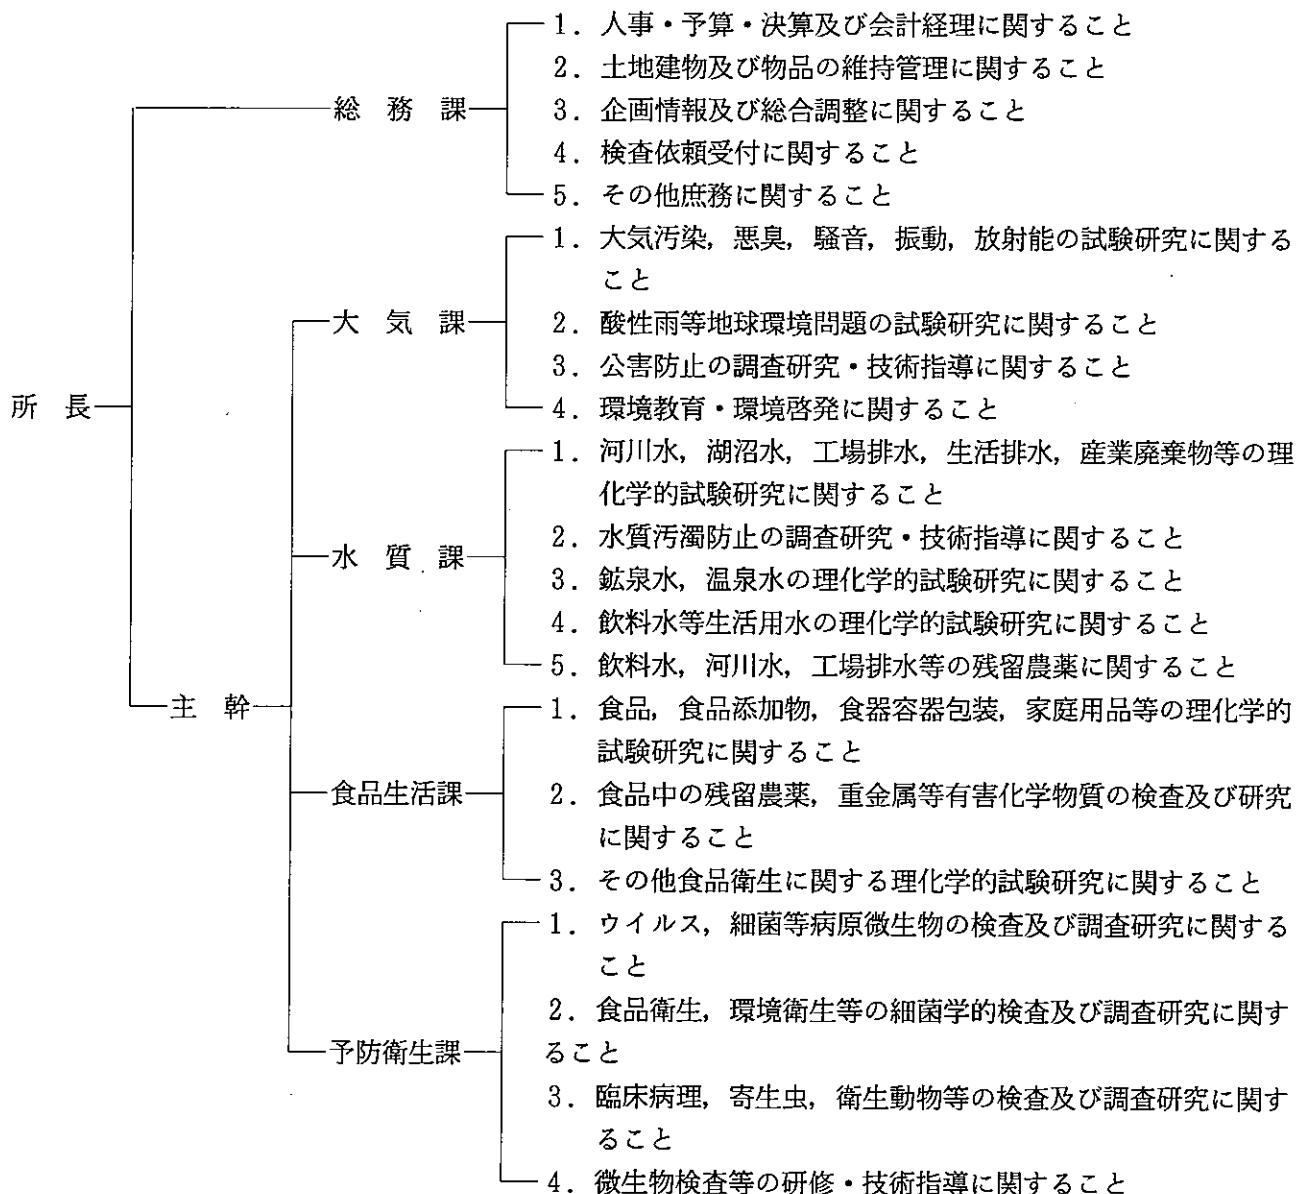 所長
総務課
1. 人事・予算・決算及び会計経理に関すること
2. 土地建物及び物品の維持管理に関すること
3. 企画情報及び総合調整に関すること
4. 検査依頼受付に関すること
5. その他庶務に関すること
主幹
大気課
1. 大気汚染，悪臭，騒音，振動，放射能の試験研究に関する
こと
2. 酸性雨等地球環境問題の試験研究に関すること
3. 公害防止の調査研究・技術指導に関すること
4. 環境教育・環境啓発に関すること
水質課
1. 河川水，湖沼水，工場排水，生活排水，産業廃棄物等の理
化学的試験研究に関すること
2. 水質汚濁防止の調査研究・技術指導に関すること
3. 鉱泉水，温泉水の理化学的試験研究に関すること
4. 飲料水等生活用水の理化学的試験研究に関すること
5. 飲料水，河川水，工場排水等の残留農薬に関すること
食品生活課
1. 食品，食品添加物，食器容器包装，家庭用品等の理化学的
試験研究に関すること
2. 食品中の残留農薬，重金属等有害化学物質の検査及び研究
に関すること
3. その他食品衛生に関する理化学的試験研究に関すること
予防衛生課
1. ウイルス，細菌等病原微生物の検査及び調査研究に関する
こと
2. 食品衛生，環境衛生等の細菌学的検査及び調査研究に関す
ること
3. 臨床病理，寄生虫，衛生動物等の検査及び調査研究に関す
ること
4. 微生物検査等の研修・技術指導に関すること